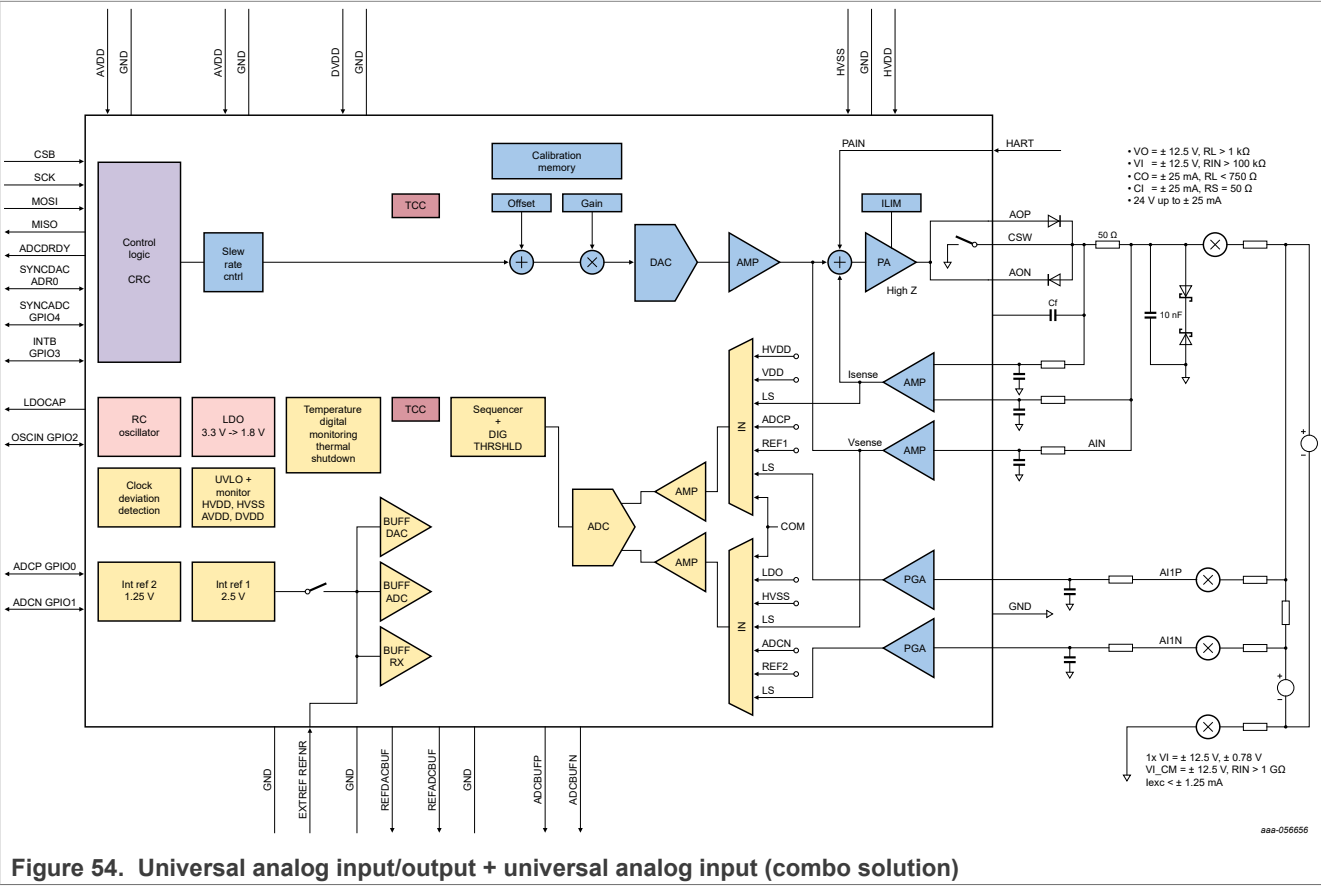 AVDD
GND
AVDD
GND
DVDD
GND
HVSS
GND
HVDD
CSB
SCK
MOSI
MISO
ADCDRDY
SYNCDAC
ADR0
SYNCADC
GPIO4
INTB
GPIO3
LDOCAP
OSCIN GPIO2
ADCP GPIO0
ADCN GPIO1
Control
logic
CRC
Slew
rate
cntrl
TCC
Calibration
memory
Offset
Gain
+
×
DAC
AMP
PAIN
HART
+
ILIM
PA
High Z
AOP
CSW
AON
50 Ω
Cf
10 nF
• VO = ± 12.5 V, RL > 1 kΩ
• VI = ± 12.5 V, RIN > 100 kΩ
• CO = ± 25 mA, RL < 750 Ω
• CI = ± 25 mA, RS = 50 Ω
• 24 V up to ± 25 mA
RC
oscillator
LDO
3.3 V -> 1.8 V
Temperature
digital
monitoring
thermal
shutdown
TCC
Sequencer
+
DIG
THRSHLD
Clock
deviation
detection
UVLO +
monitor
HVDD, HVSS
AVDD, DVDD
Int ref 2
1.25 V
Int ref 1
2.5 V
BUFF
DAC
BUFF
ADC
BUFF
RX
ADC
AMP
AMP
IN
HVDD
VDD
LS
ADCP
REF1
LS
COM
IN
LDO
HVSS
LS
ADCN
REF2
LS
Isense
AMP
Vsense
AMP
AIN
PGA
AI1P
GND
PGA
AI1N
+
−
+
−
1x VI = ± 12.5 V, ± 0.78 V
VI_CM = ± 12.5 V, RIN > 1 GΩ
Iexc < ± 1.25 mA
GND
EXTREF REFNR
GND
REFDACBUF
REFADCBUF
GND
ADCBUFP
ADCBUFN
aaa-056656
Figure 54. Universal analog input/output + universal analog input (combo solution)